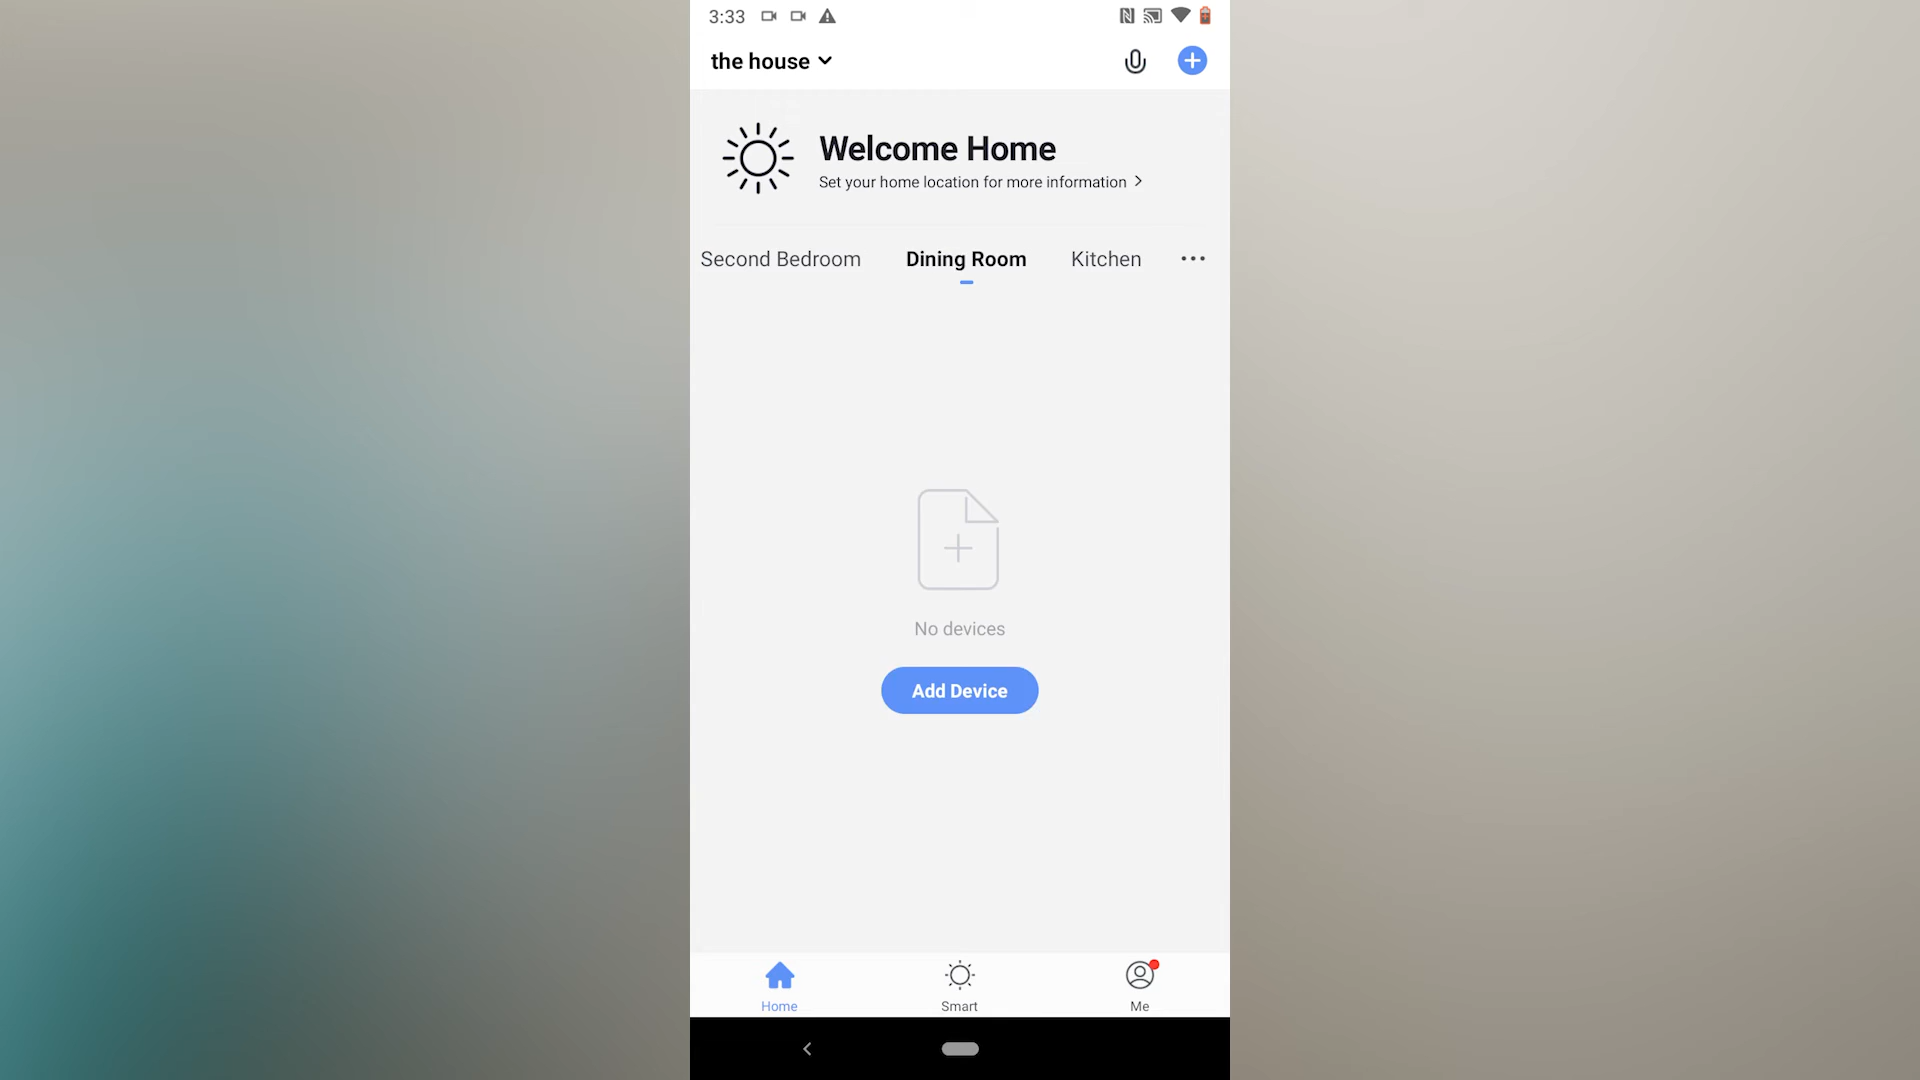 3:33
the house
Welcome Home
Set your home location for more information
Second Bedroom Dining Room Kitchen
No devices
Add Device
Home Smart Me